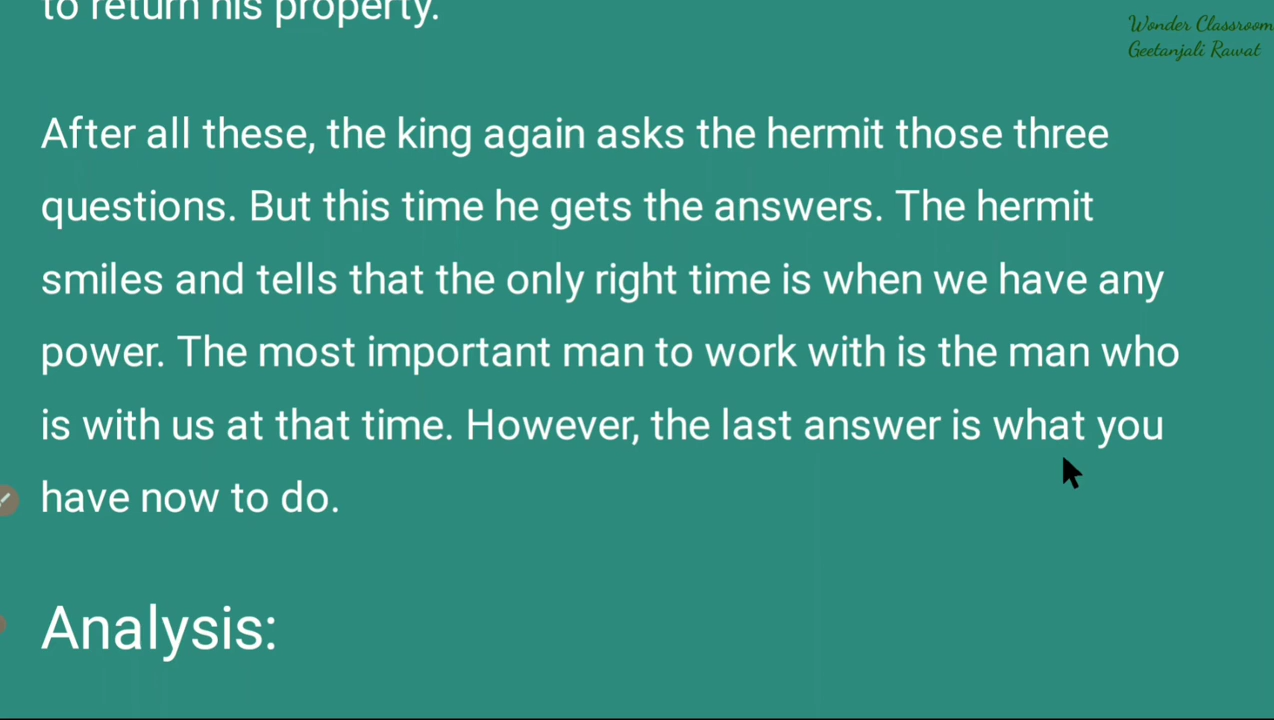 to return his property.
Wonder Classroom
Geetanjali Rawat
After all these, the king again asks the hermit those three
questions. But this time he gets the answers. The hermit
smiles and tells that the only right time is when we have any
power. The most important man to work with is the man who
is with us at that time. However, the last answer is what you
have now to do.
Analysis: